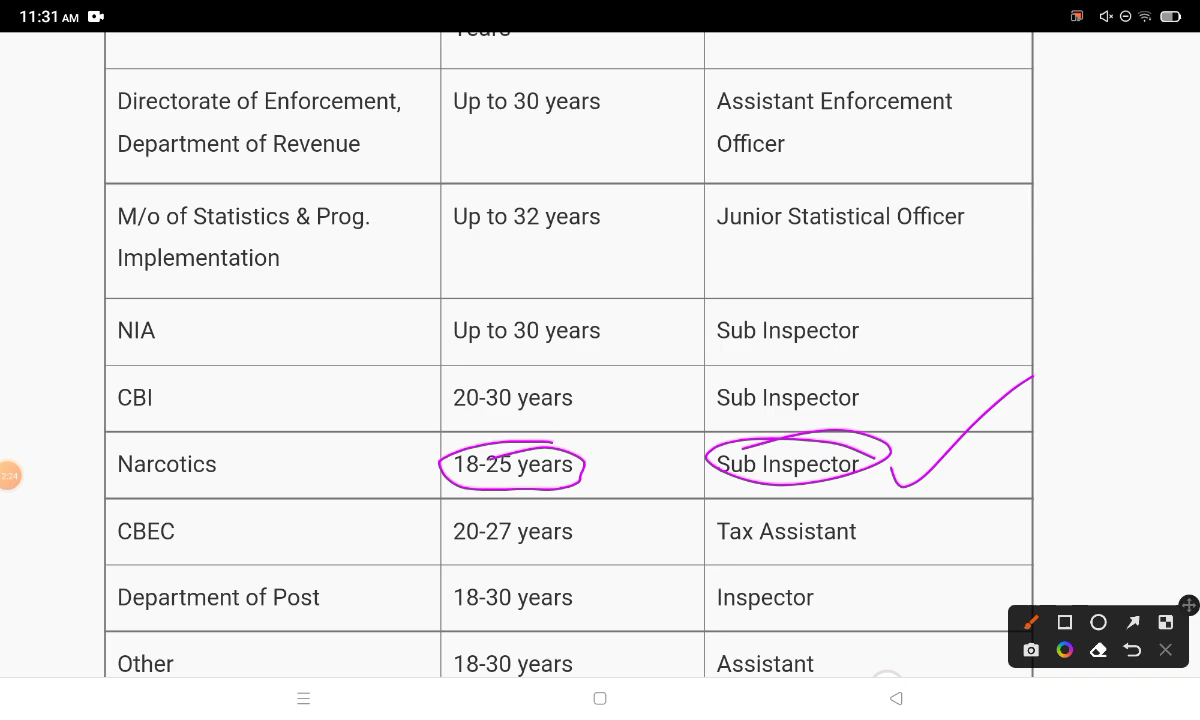 11:31 AM
Years
Directorate of Enforcement,
Department of Revenue
Up to 30 years
Assistant Enforcement
Officer
M/o of Statistics & Prog.
Implementation
Up to 32 years
Junior Statistical Officer
NIA
Up to 30 years
Sub Inspector
CBI
20-30 years
Sub Inspector
Narcotics
18-25 years
Sub Inspector
CBEC
20-27 years
Tax Assistant
Department of Post
18-30 years
Inspector
Other
18-30 years
Assistant